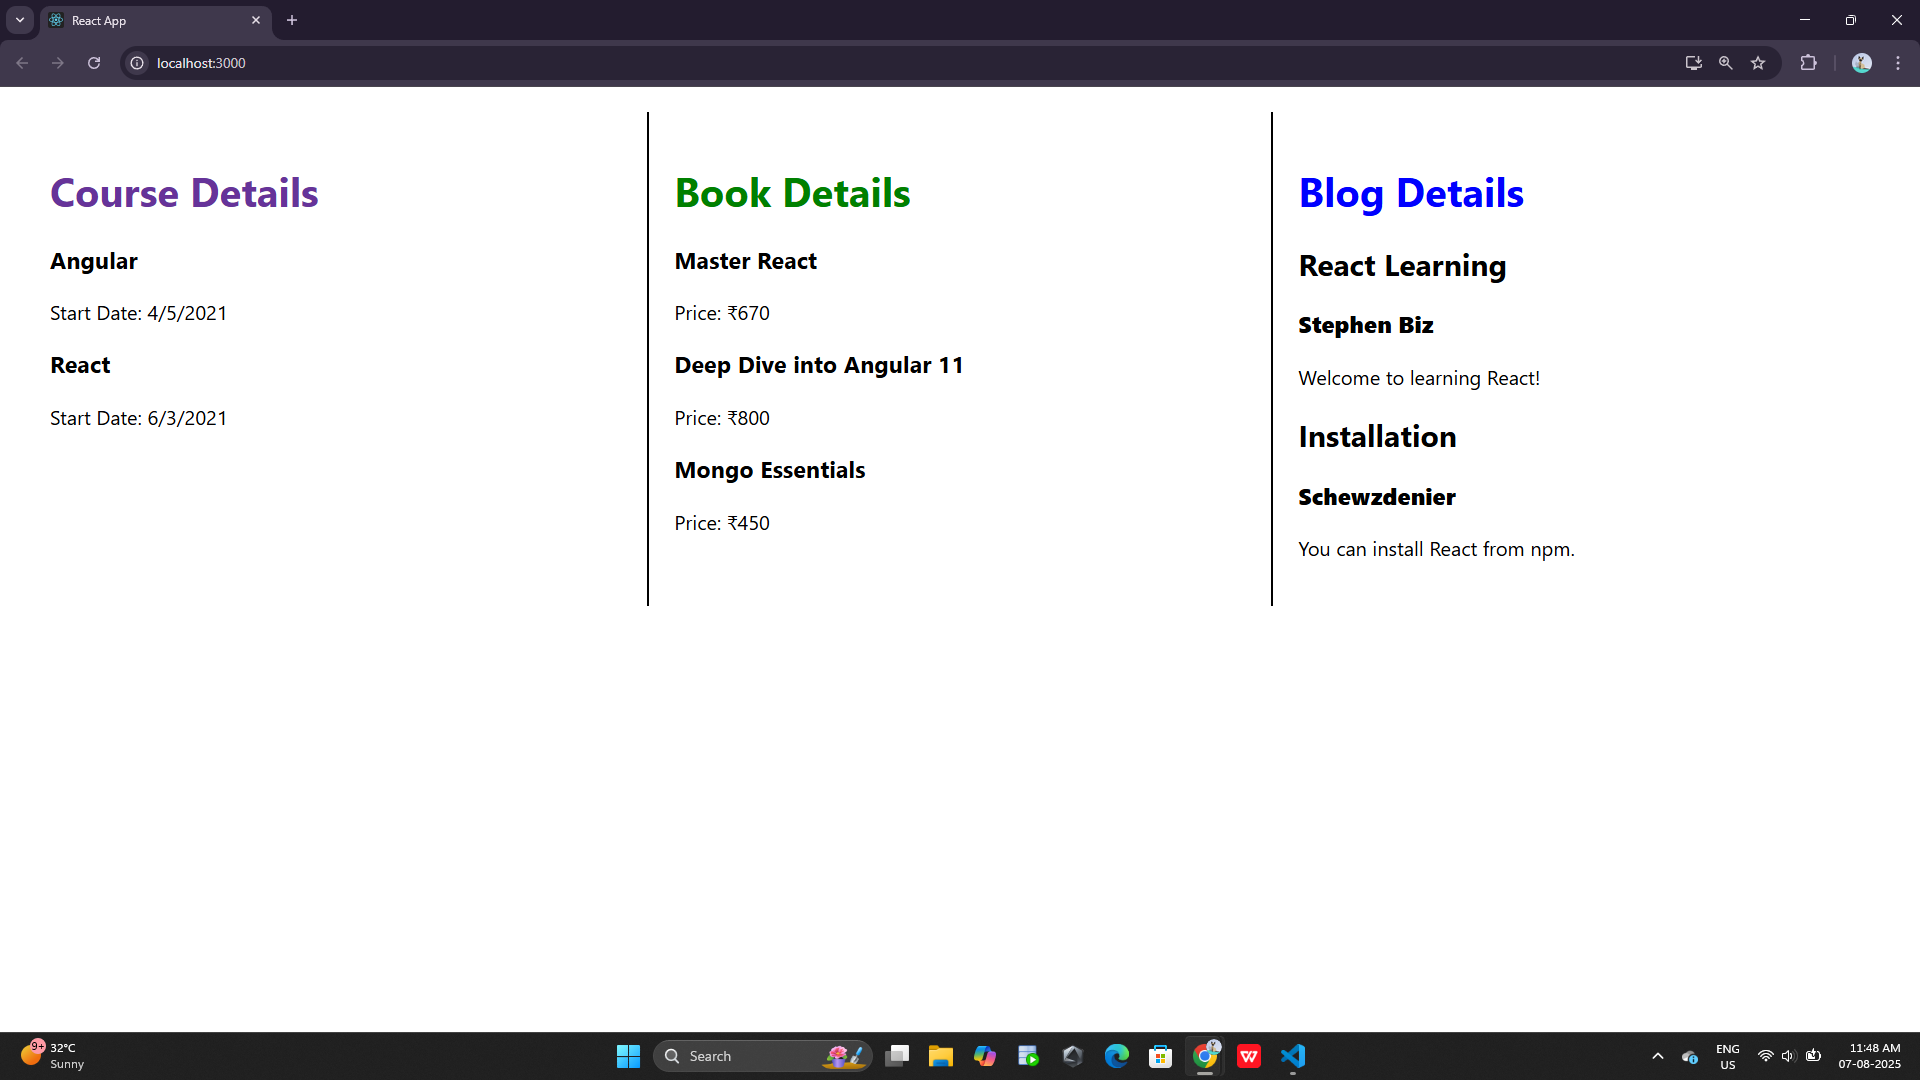 React App
localhost:3000
Course Details
Angular
Start Date: 4/5/2021
React
Start Date: 6/3/2021
Book Details
Master React
Price: ₹670
Deep Dive into Angular 11
Price: ₹800
Mongo Essentials
Price: ₹450
Blog Details
React Learning
Stephen Biz
Welcome to learning React!
Installation
Schewzdenier
You can install React from npm.
9+
32°C
Sunny
Search
W
ENG
US
11:48 AM
07-08-2025